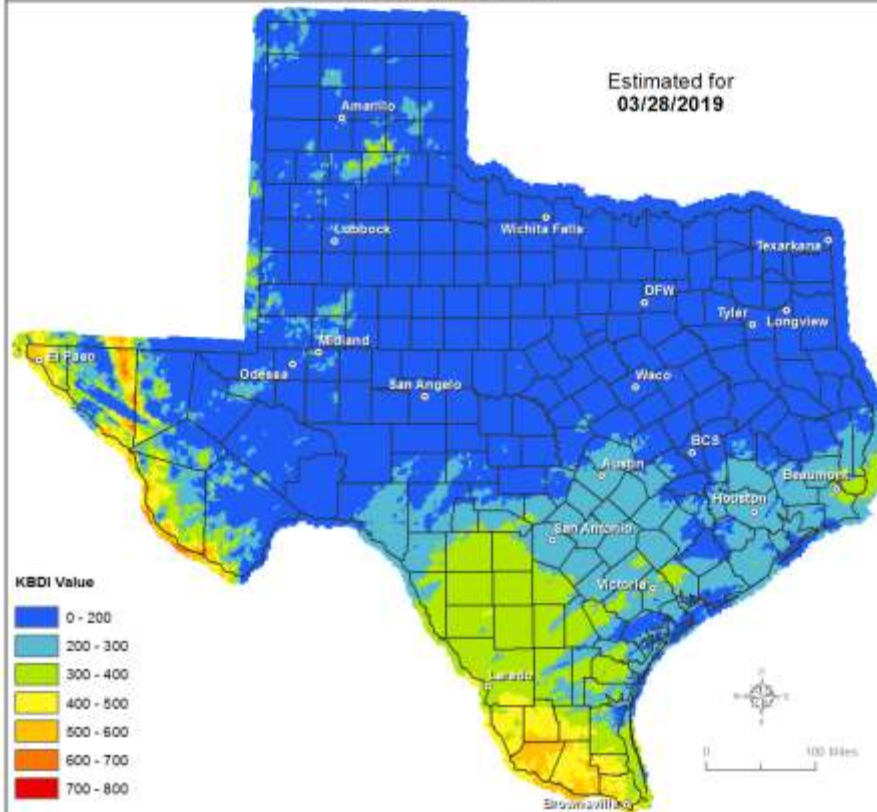 Estimated for
03/28/2019
Amarillo
Lubbock
Wichita Falls
Texarkana
DFW
Tyler
Longview
Midland
El Paso
Odessa
San Angelo
Waco
BCS
Austin
Beaumont
Houston
San Antonio
Victoria
KBDI Value
0 - 200
200 - 300
300 - 400
400 - 500
500 - 600
600 - 700
700 - 800
Laredo
0 100 Miles
Brownsville